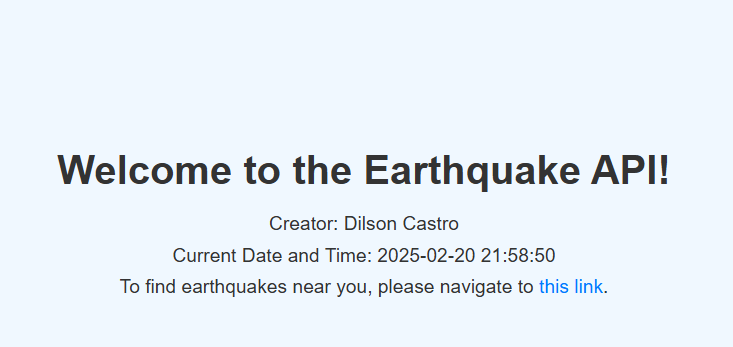 Welcome to the Earthquake API!
Creator: Dilson Castro
Current Date and Time: 2025-02-20 21:58:50
To find earthquakes near you, please navigate to this link.